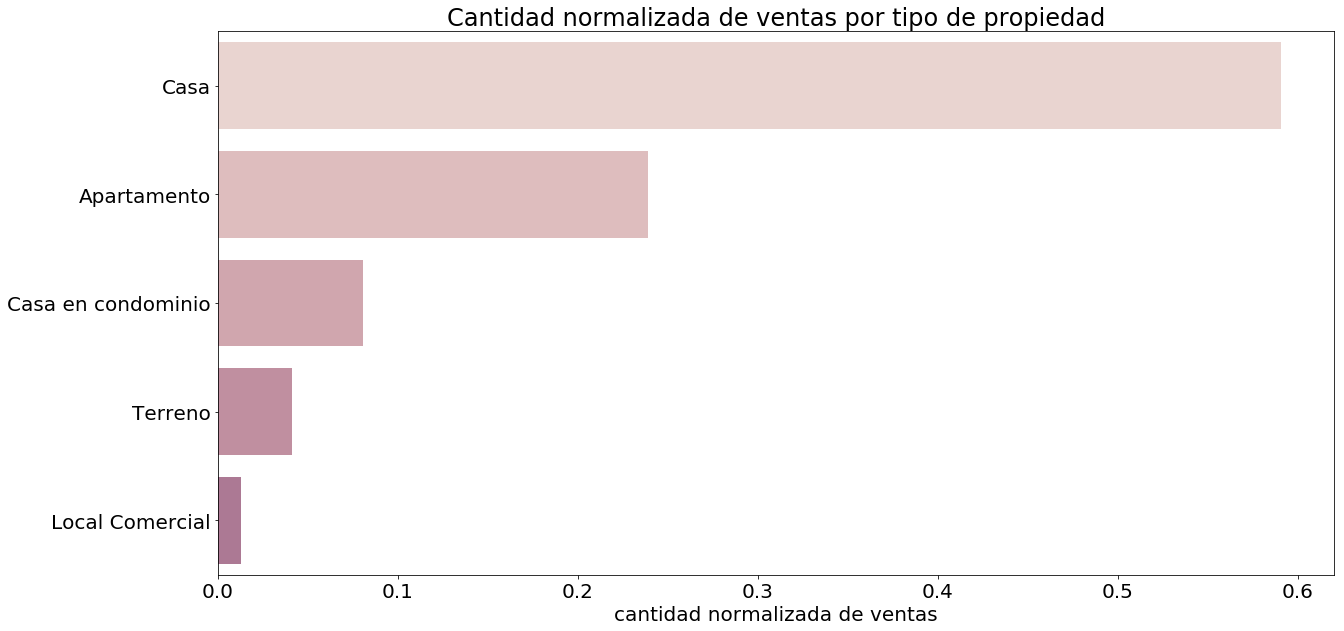 Cantidad normalizada de ventas por tipo de propiedad
Casa
Apartamento
Casa en condominio
Terreno
Local Comercial
0.0 0.1 0.2 0.3 0.4 0.5 0.6
cantidad normalizada de ventas